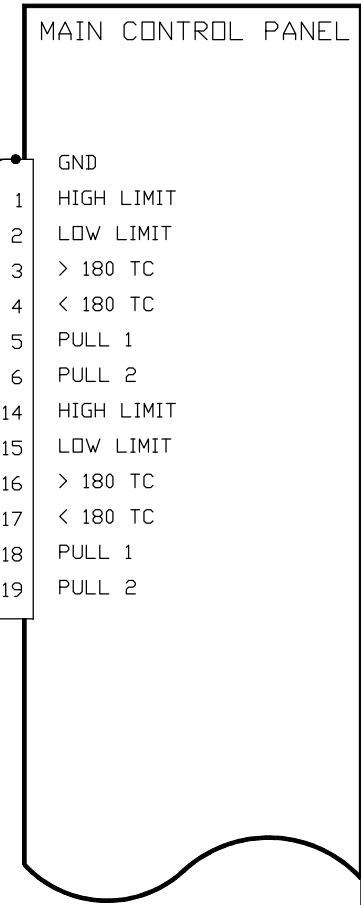 MAIN CONTROL PANEL
GND
1 HIGH LIMIT
2 LOW LIMIT
3 > 180 TC
4 < 180 TC
5 PULL 1
6 PULL 2
14 HIGH LIMIT
15 LOW LIMIT
16 > 180 TC
17 < 180 TC
18 PULL 1
19 PULL 2